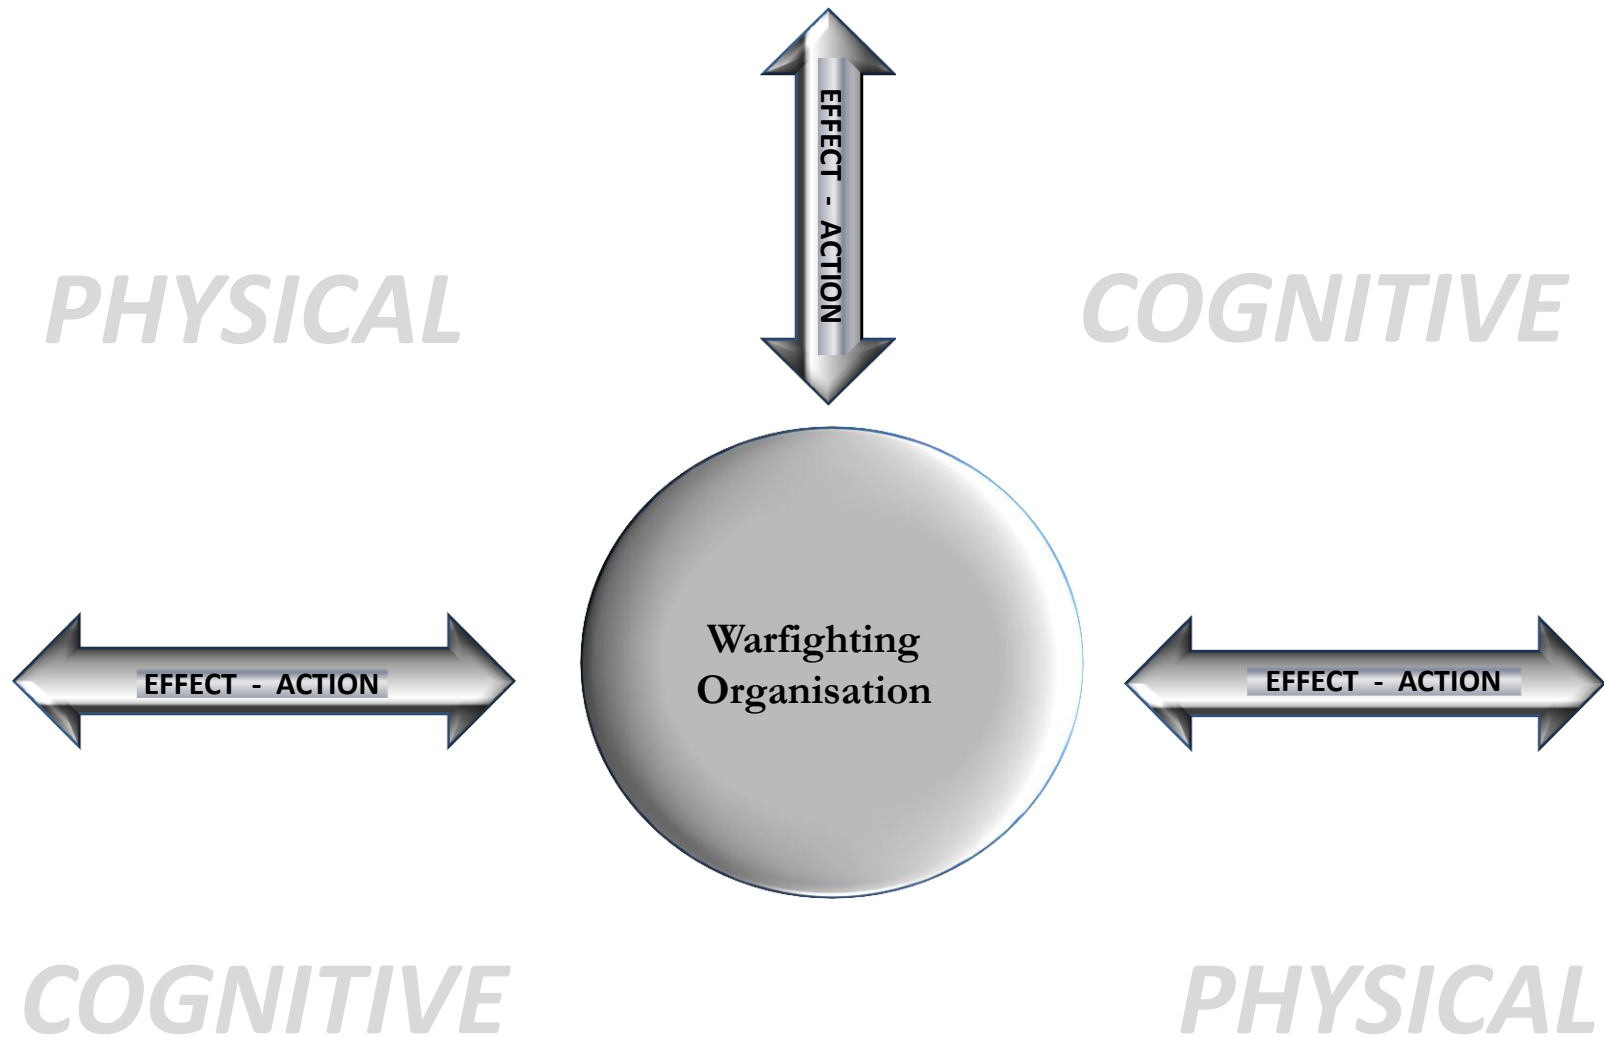 EFFECT - ACTION
PHYSICAL
COGNITIVE
Warfighting
Organisation
EFFECT - ACTION
EFFECT - ACTION
COGNITIVE
PHYSICAL